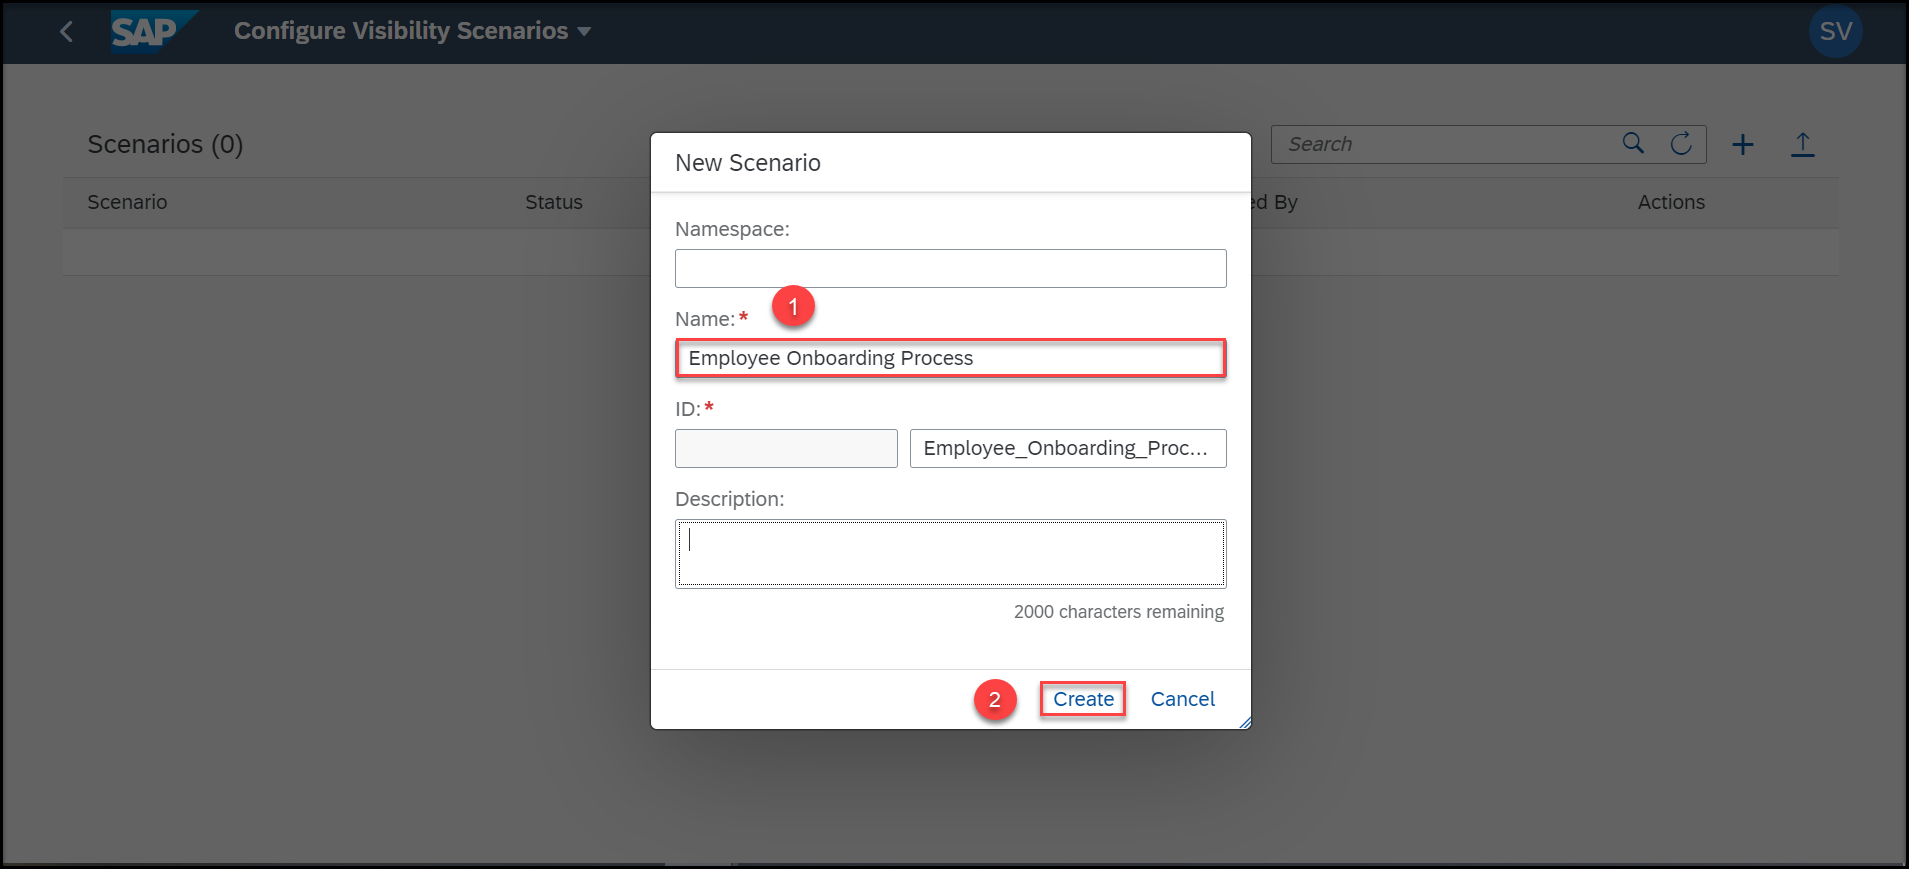 SAP
Configure Visibility Scenarios
SV
Scenarios (0)
Search
Scenario
Status
ed By
Actions
New Scenario
Namespace:
1
Name:*
Employee Onboarding Process
ID:*
Employee_Onboarding_Proc...
Description:
2000 characters remaining
2
Create
Cancel